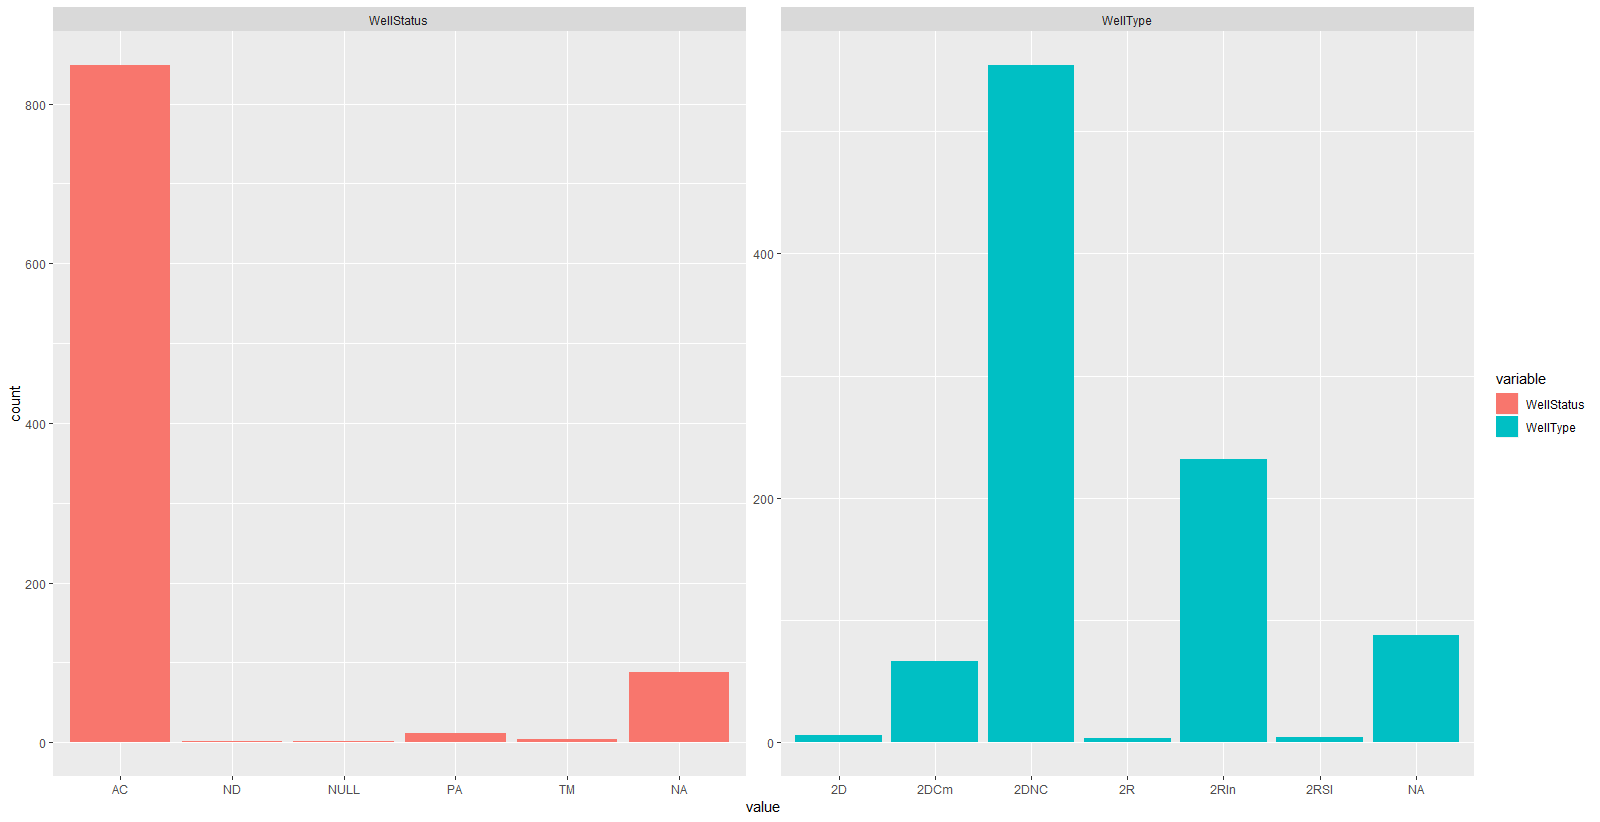 WellStatus
WellType
count
800
600
400
200
0
400
200
0
AC ND NULL PA TM NA
2D 2DCm 2DNC 2R 2RIn 2RSI NA
value
variable
WellStatus
WellType